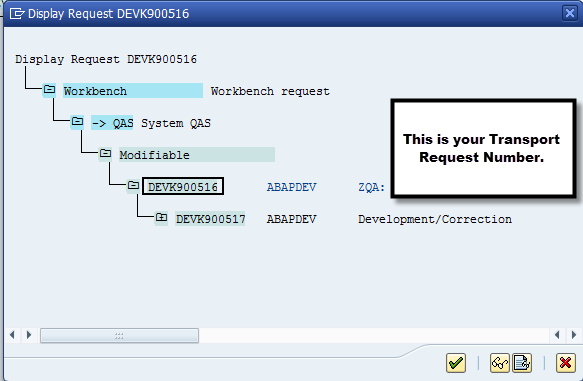 Display Request DEVK900516
Display Request DEVK900516
Workbench Workbench request
-> QAS System QAS
This is your Transport
Request Number.
Modifiable
DEVK900516 ABAPDEV ZQA:
DEVK900517 ABAPDEV Development/Correction